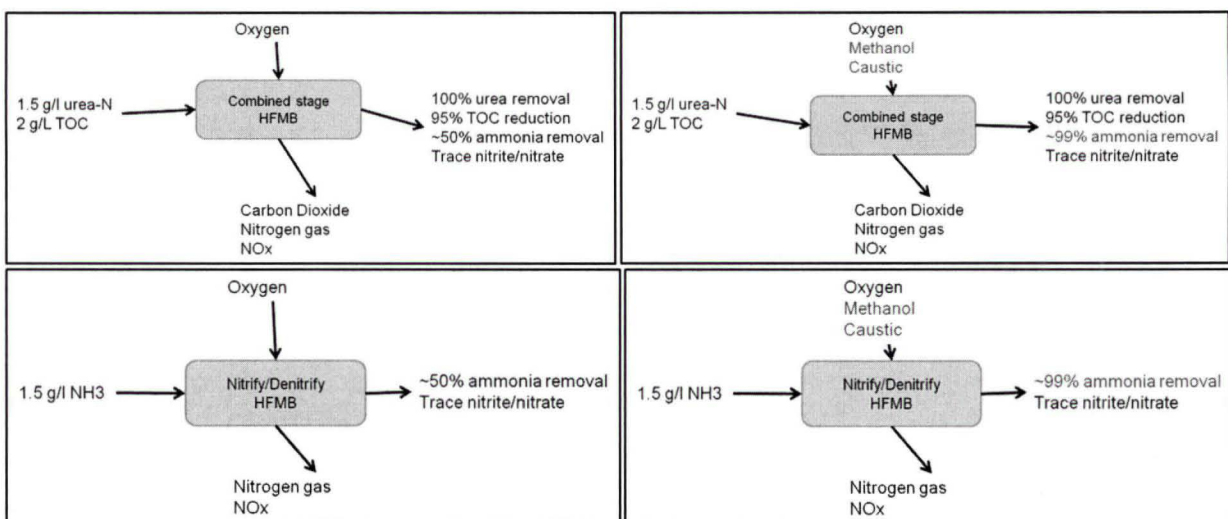 Oxygen
1.5 g/l urea-N
2 g/L TOC
Combined stage
HFMB
100% urea removal
95% TOC reduction
~50% ammonia removal
Trace nitrite/nitrate
Carbon Dioxide
Nitrogen gas
NOx
Oxygen
Methanol
Caustic
1.5 g/l urea-N
2 g/L TOC
Combined stage
HFMB
100% urea removal
95% TOC reduction
~99% ammonia removal
Trace nitrite/nitrate
Carbon Dioxide
Nitrogen gas
NOx
Oxygen
1.5 g/l NH3
Nitrify/Denitrify
HFMB
~50% ammonia removal
Trace nitrite/nitrate
Nitrogen gas
NOx
Oxygen
Methanol
Caustic
1.5 g/l NH3
Nitrify/Denitrify
HFMB
~99% ammonia removal
Trace nitrite/nitrate
Nitrogen gas
NOx